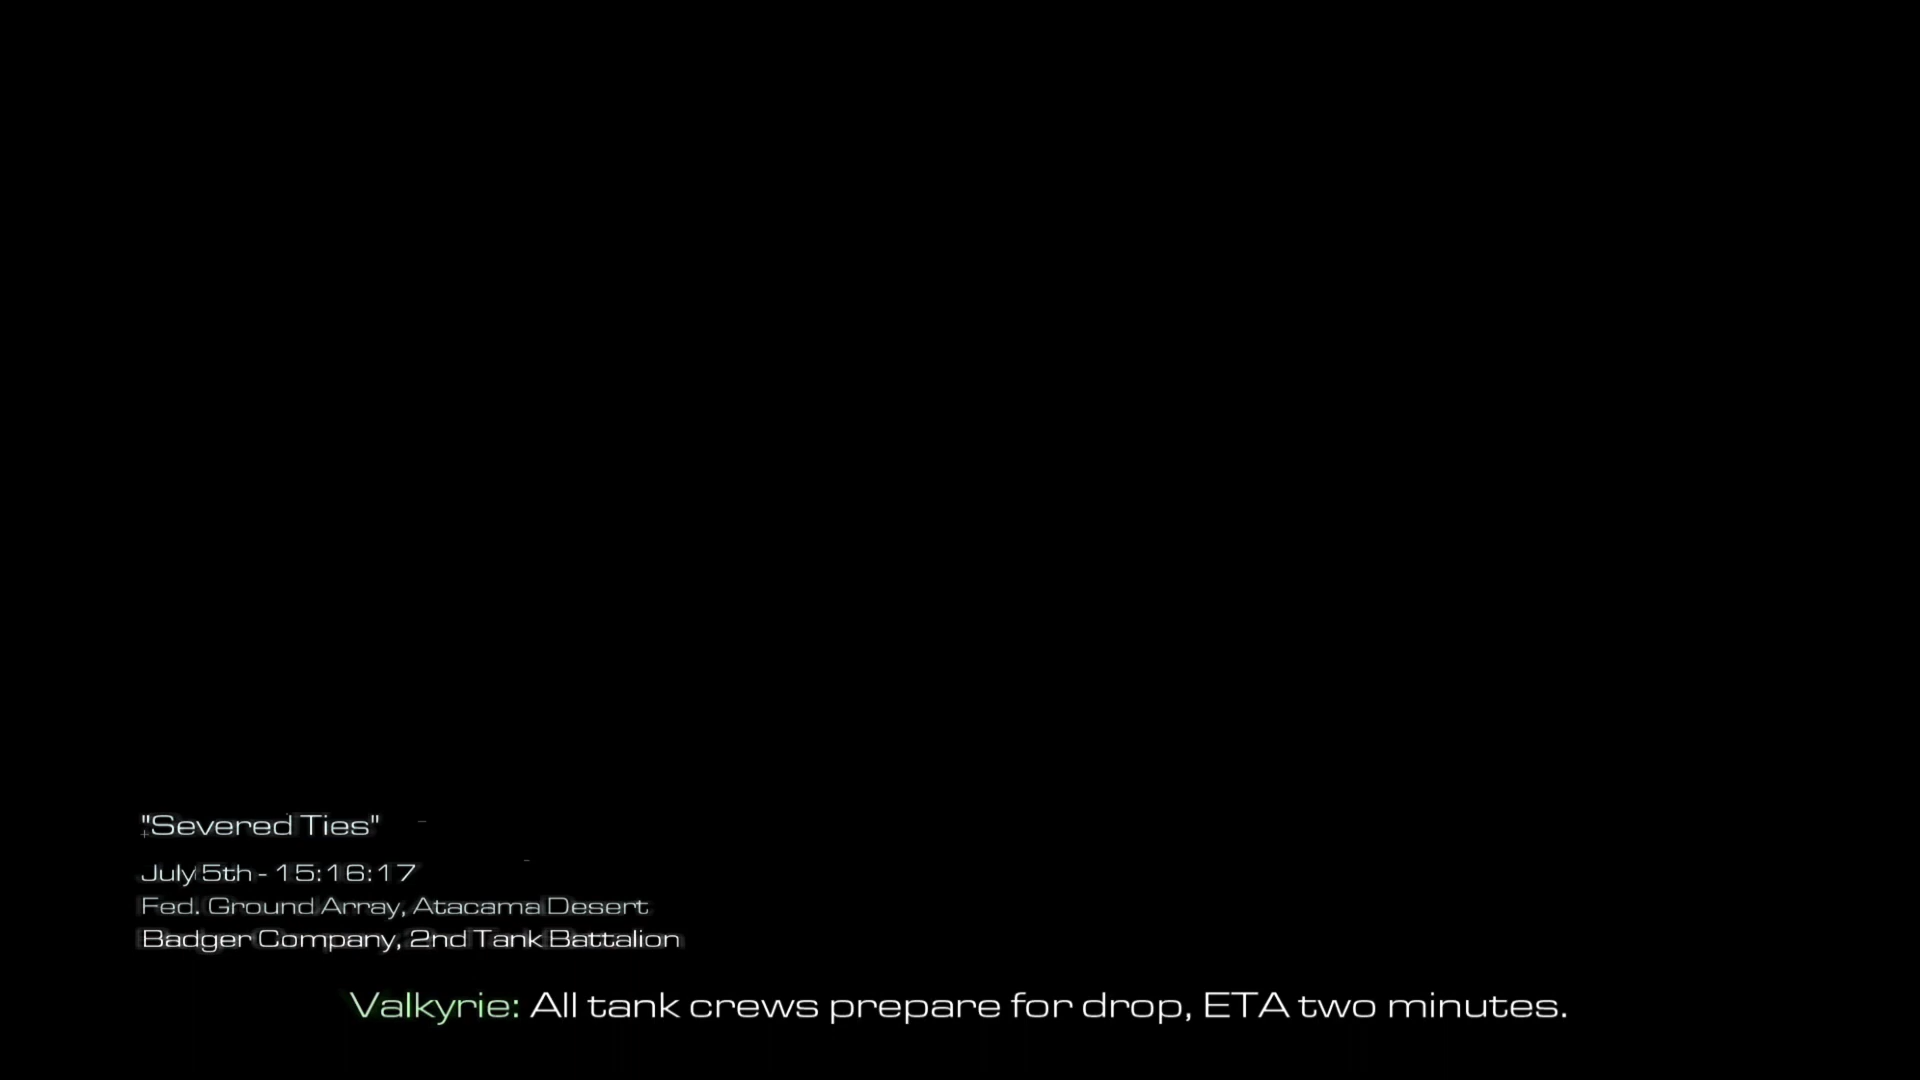 "Severed Ties"
July 5th - 15:16:17
Fed. Ground Array, Atacama Desert
Badger Company, 2nd Tank Battalion
Valkyrie: All tank crews prepare for drop, ETA two minutes.